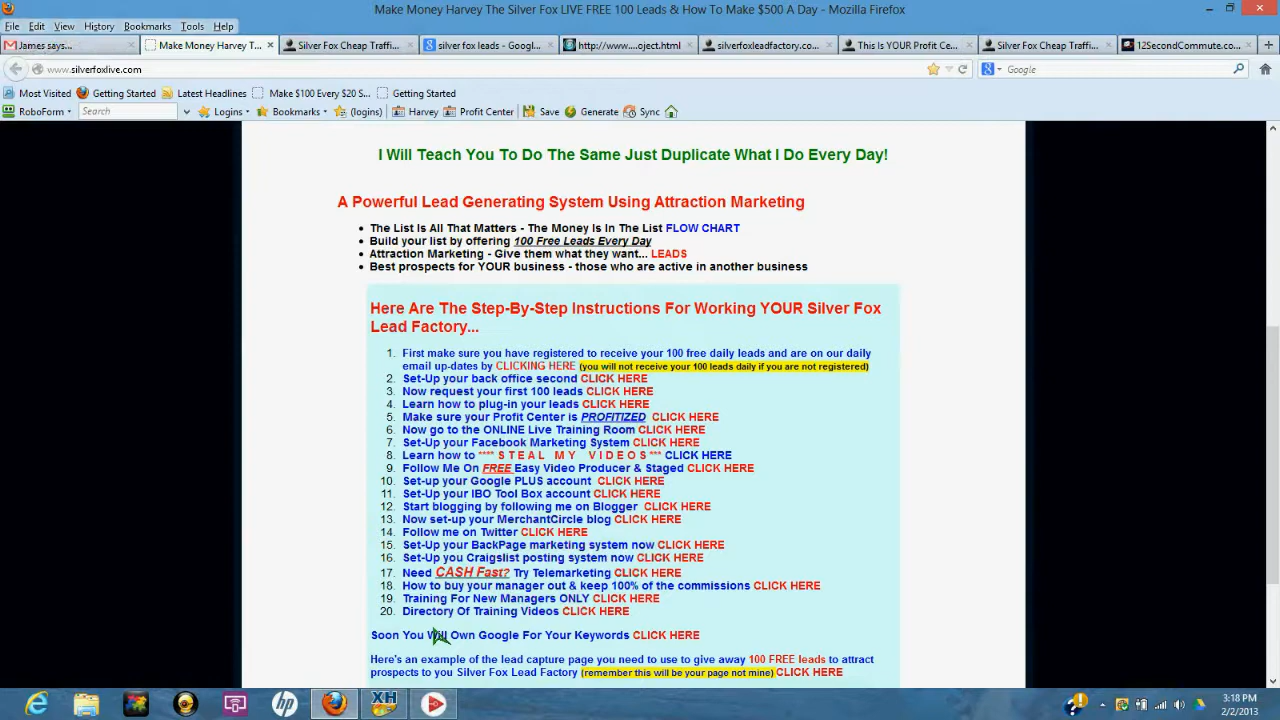 Make Money Harvey The Silver Fox LIVE FREE 100 Leads & How To Make $500 A Day - Mozilla Firefox
File Edit View History Bookmarks Tools Help
James says... Make Money Harvey T... Silver Fox Cheap Traffi... silver fox leads - Googl... http://www....oject.html silverfoxleadfactory.co... This Is YOUR Profit Ce... Silver Fox Cheap Traffi... 12SecondCommute.co...
www.silverfoxlive.com Google
Most Visited Getting Started Latest Headlines Make $100 Every $20 S... Getting Started
RoboForm Search Logins Bookmarks (logins) Harvey Profit Center Save Generate Sync
I Will Teach You To Do The Same Just Duplicate What I Do Every Day!
A Powerful Lead Generating System Using Attraction Marketing
The List Is All That Matters - The Money Is In The List FLOW CHART
Build your list by offering 100 Free Leads Every Day
Attraction Marketing - Give them what they want... LEADS
Best prospects for YOUR business - those who are active in another business
Here Are The Step-By-Step Instructions For Working YOUR Silver Fox
Lead Factory...
1. First make sure you have registered to receive your 100 free daily leads and are on our daily
email up-dates by CLICKING HERE (you will not receive your 100 leads daily if you are not registered)
2. Set-Up your back office second CLICK HERE
3. Now request your first 100 leads CLICK HERE
4. Learn how to plug-in your leads CLICK HERE
5. Make sure your Profit Center is PROFITIZED CLICK HERE
6. Now go to the ONLINE Live Training Room CLICK HERE
7. Set-Up your Facebook Marketing System CLICK HERE
8. Learn how to **** S T E A L M Y V I D E O S *** CLICK HERE
9. Follow Me On FREE Easy Video Producer & Staged CLICK HERE
10. Set-up your Google PLUS account CLICK HERE
11. Set-Up your IBO Tool Box account CLICK HERE
12. Start blogging by following me on Blogger CLICK HERE
13. Now set-up your MerchantCircle blog CLICK HERE
14. Follow me on Twitter CLICK HERE
15. Set-Up your BackPage marketing system now CLICK HERE
16. Set-Up you Craigslist posting system now CLICK HERE
17. Need CASH Fast? Try Telemarketing CLICK HERE
18. How to buy your manager out & keep 100% of the commissions CLICK HERE
19. Training For New Managers ONLY CLICK HERE
20. Directory Of Training Videos CLICK HERE
Soon You Will Own Google For Your Keywords CLICK HERE
Here's an example of the lead capture page you need to use to give away 100 FREE leads to attract
prospects to you Silver Fox Lead Factory (remember this will be your page not mine) CLICK HERE
hp XH
3:18 PM
2/2/2013